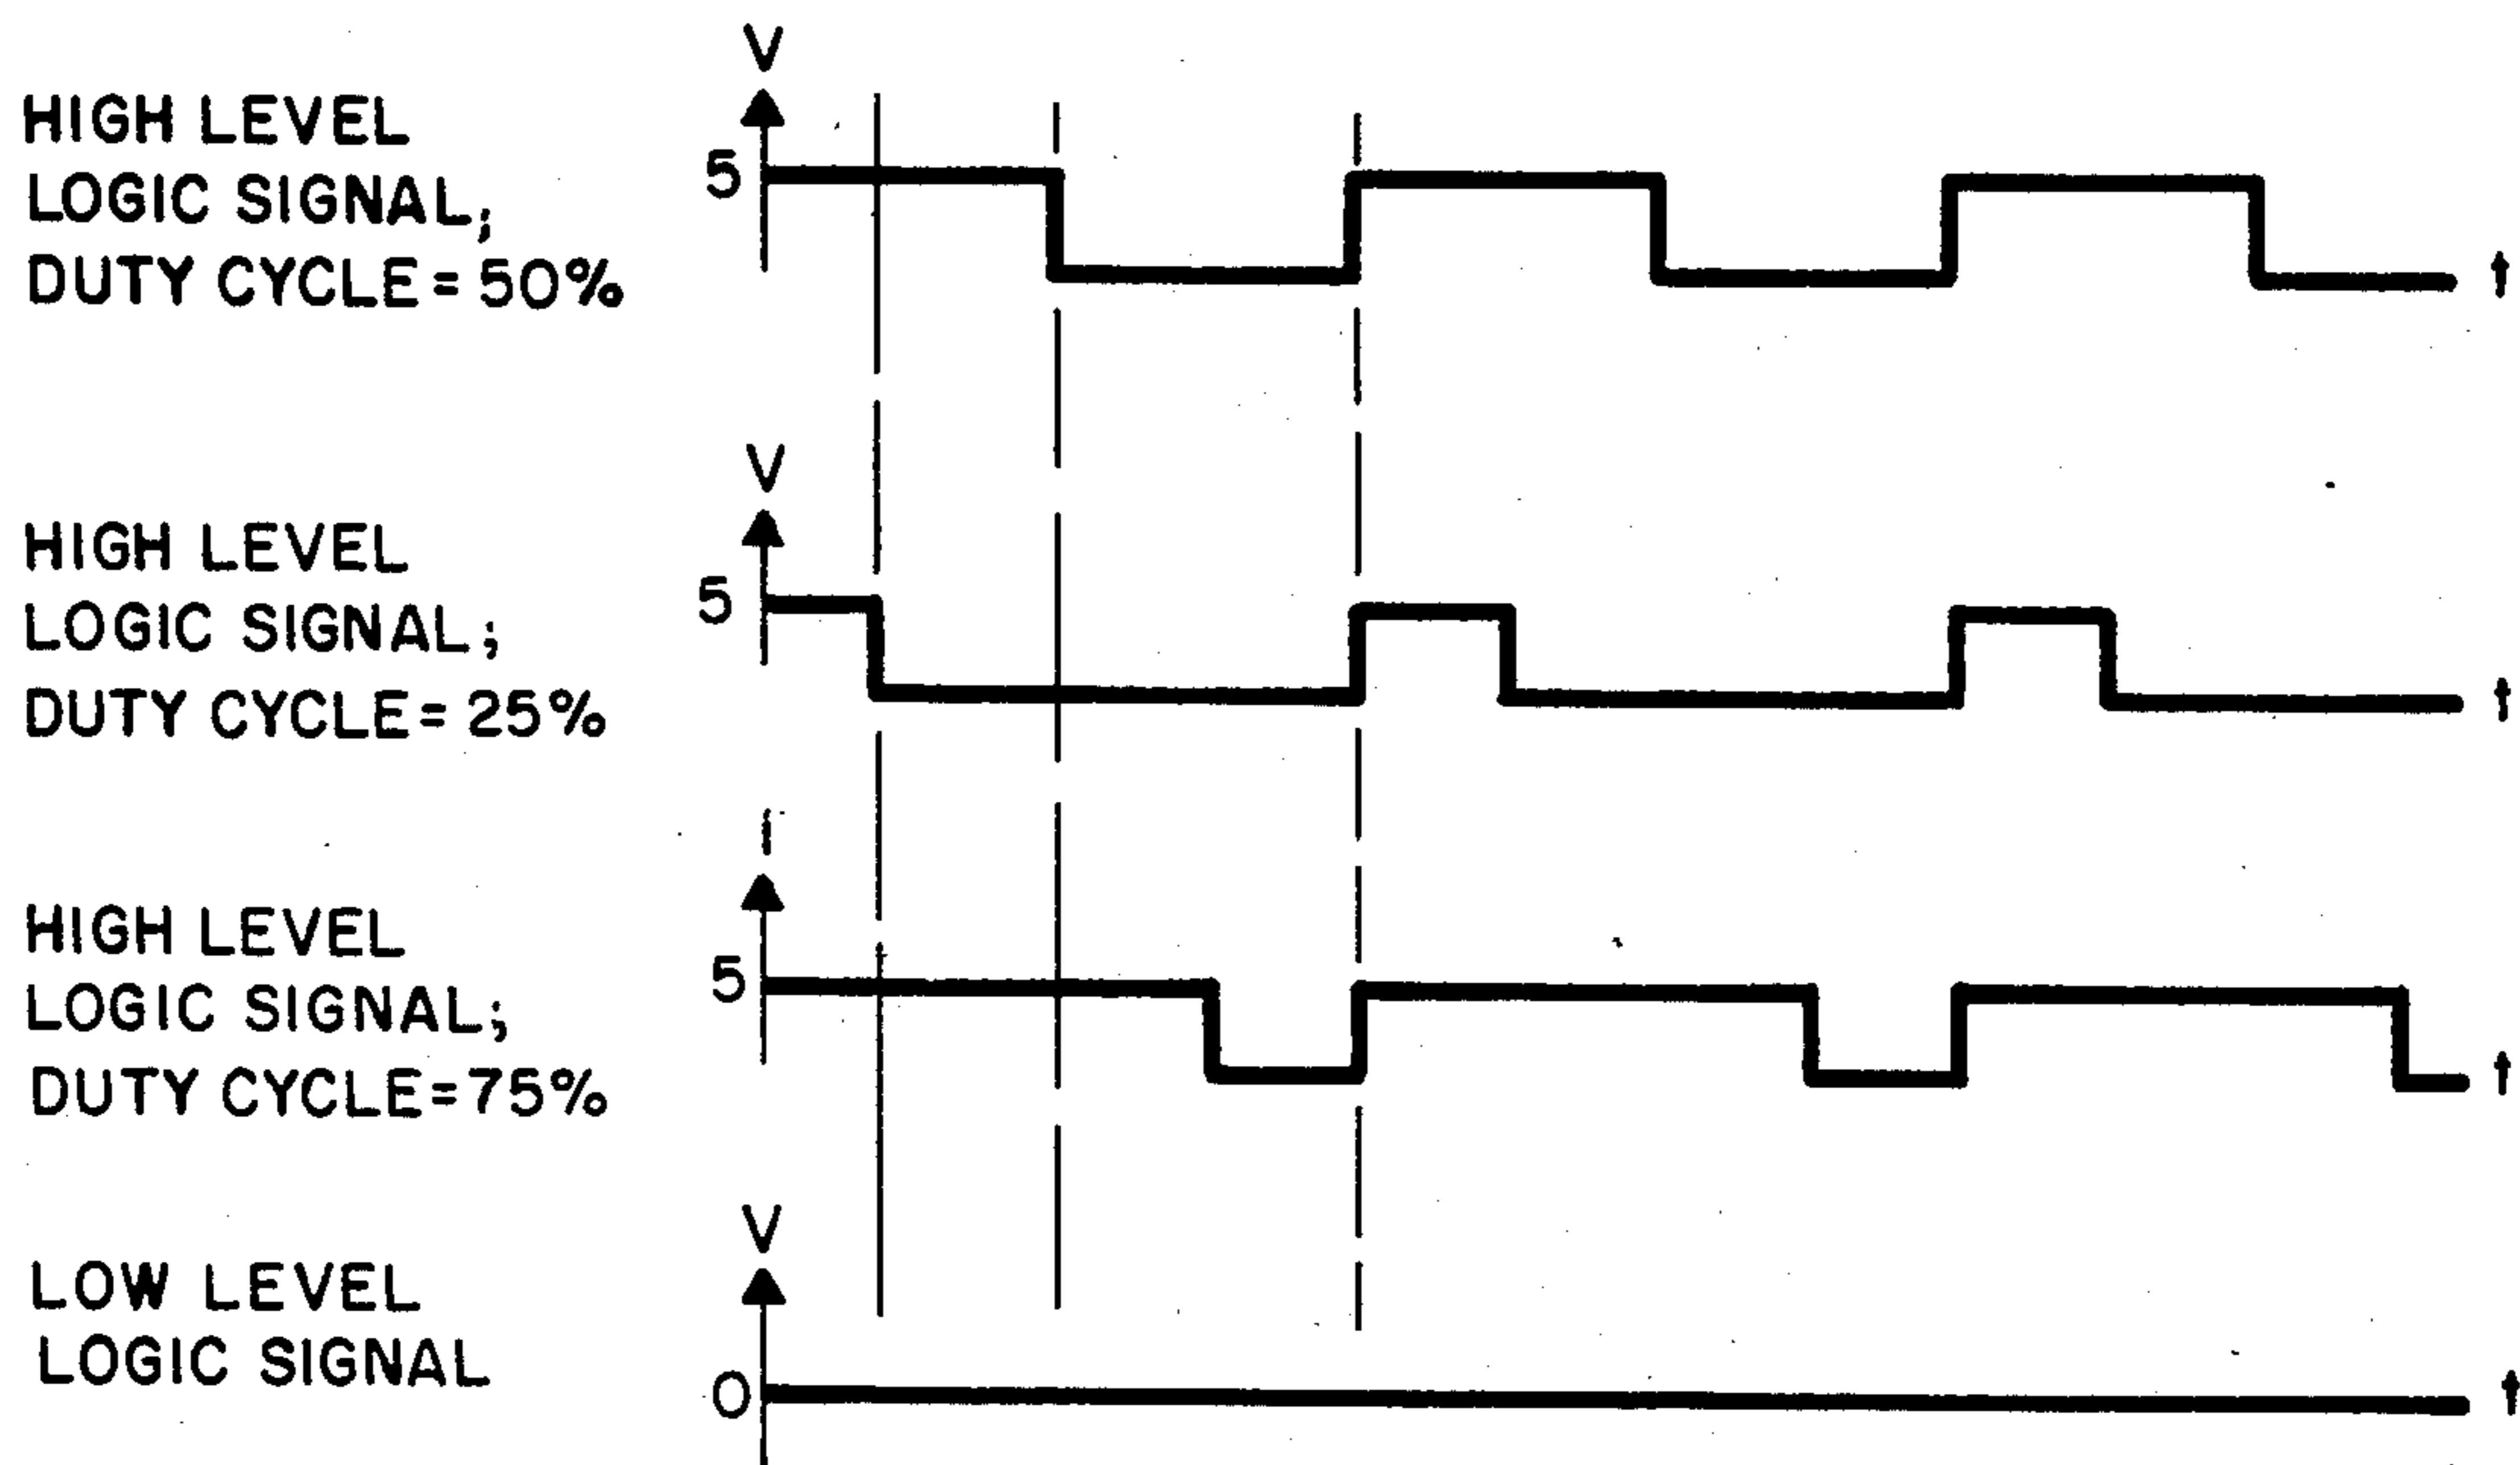 V
HIGH LEVEL
LOGIC SIGNAL;
DUTY CYCLE = 50%
5
t
V
HIGH LEVEL
LOGIC SIGNAL;
DUTY CYCLE = 25%
5
t
I
HIGH LEVEL
LOGIC SIGNAL;
DUTY CYCLE=75%
5
t
V
LOW LEVEL
LOGIC SIGNAL
0
t